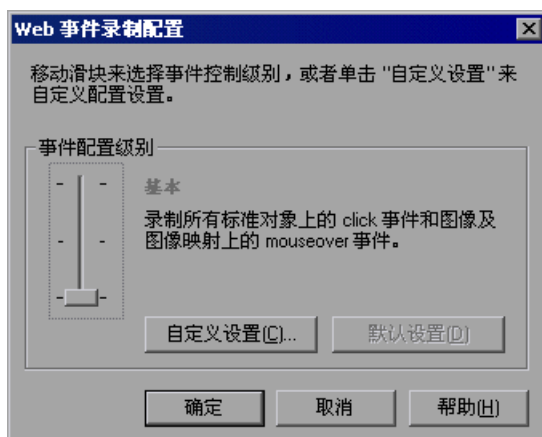 Web 事件录制配置
移动滑块来选择事件控制级别，或者单击 "自定义设置"来
自定义配置设置。
事件配置级别
基本
录制所有标准对象上的 click 事件和图像及
图像映射上的 mouseover 事件。
自定义设置(C)... 默认设置(D)
确定 取消 帮助(H)